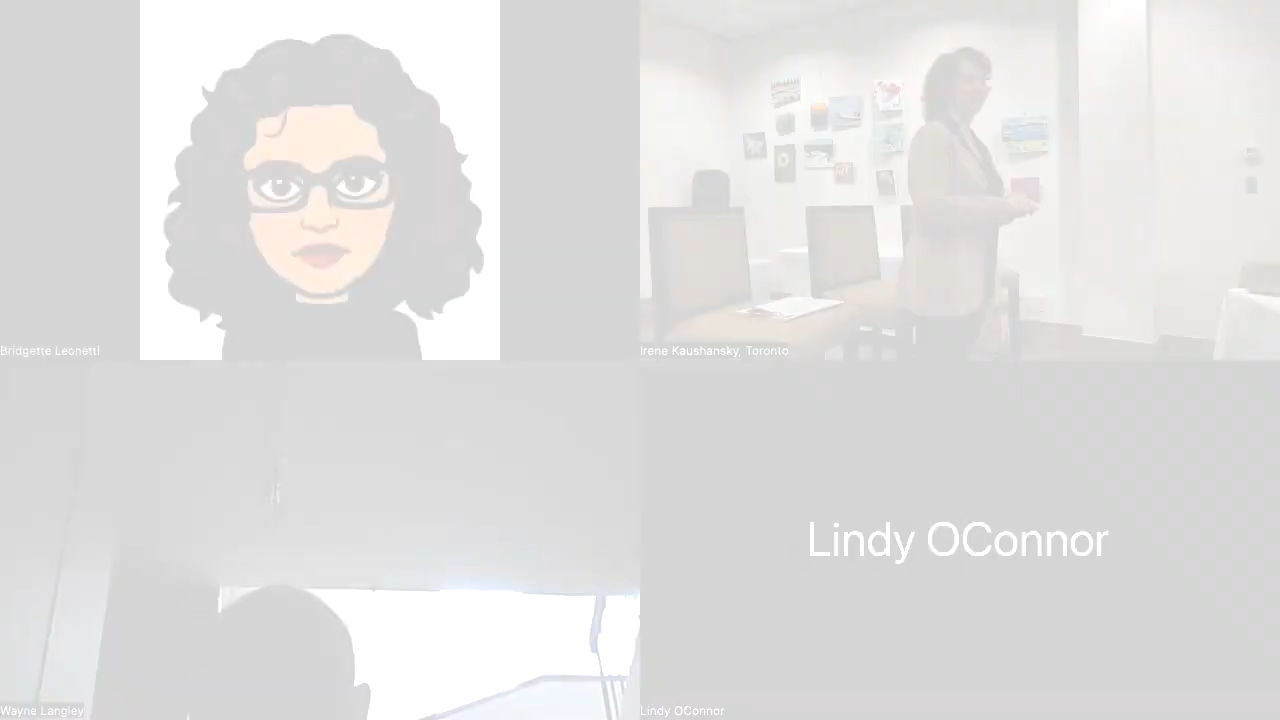 Bridgette Leonetti
Irene Kaushansky, Toronto
Lindy OConnor
Wayne Langley
Lindy OConnor